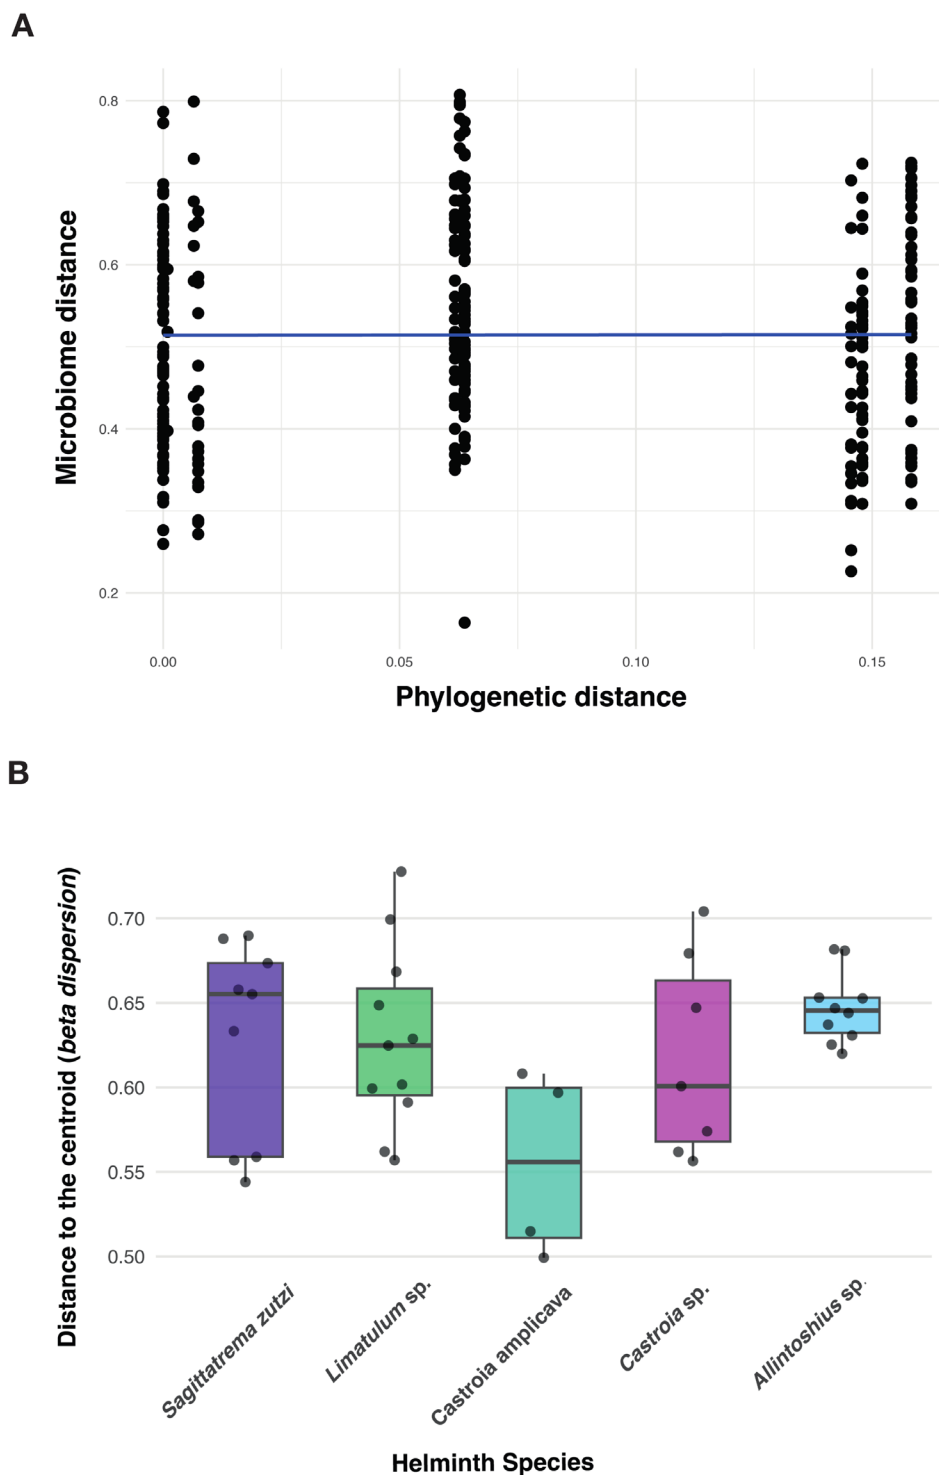 A
Microbiome distance
0.8
0.6
0.4
0.2
0.00 0.05 0.10 0.15
Phylogenetic distance
B
Distance to the centroid (beta dispersion)
0.70
0.65
0.60
0.55
0.50
Sagittatrema zutzi
Limatulum sp.
Castroia amplicava
Castroia sp.
Allintoshius sp.
Helminth Species